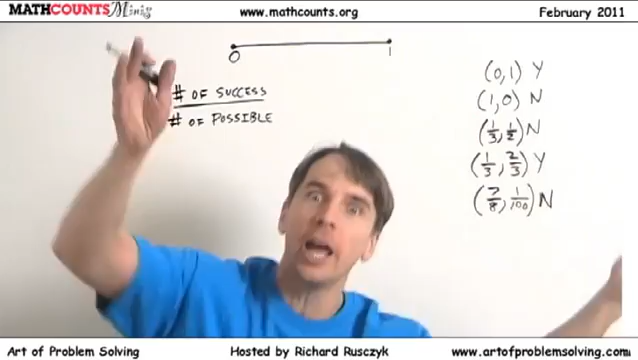 MATHCOUNTS Minis
www.mathcounts.org
February 2011
0 1
# OF SUCCESS
# OF POSSIBLE
(0,1) Y
(1,0) N
(1/3, 1/2) N
(1/3, 2/3) Y
(7/8, 1/100) N
Art of Problem Solving
Hosted by Richard Rusczyk
www.artofproblemsolving.com